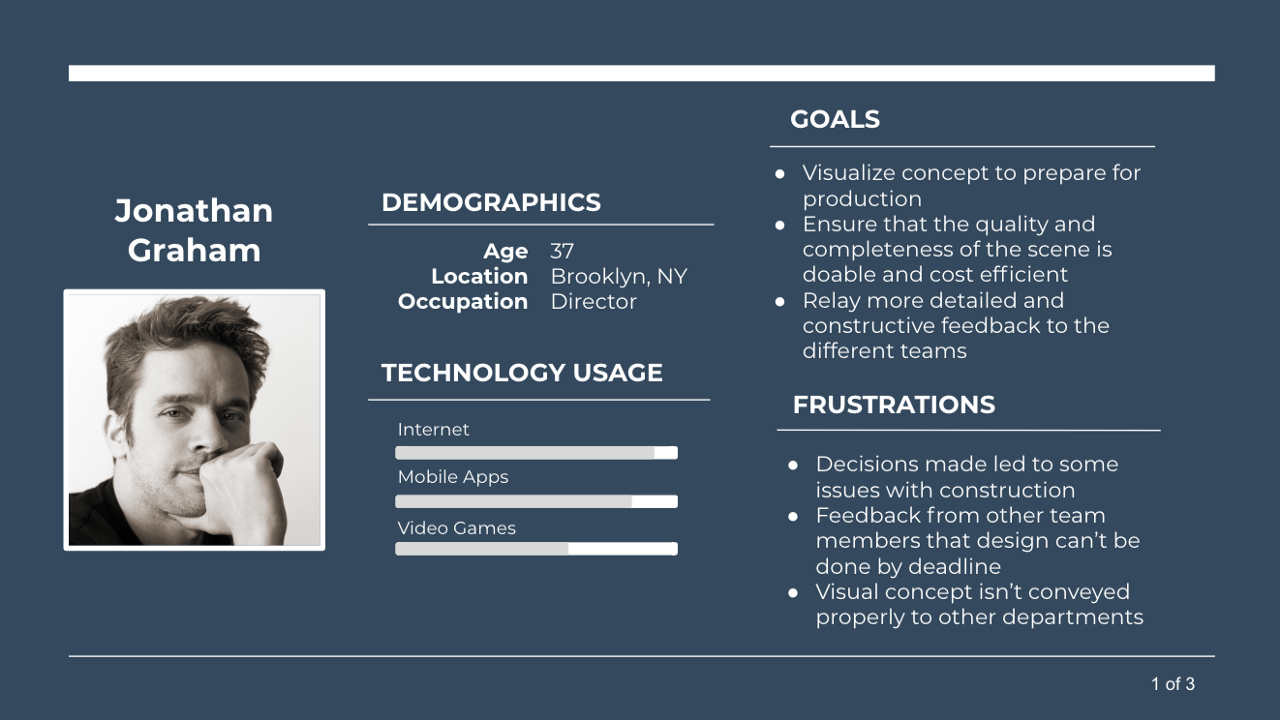 Jonathan
Graham
DEMOGRAPHICS
Age 37
Location Brooklyn, NY
Occupation Director
TECHNOLOGY USAGE
Internet
Mobile Apps
Video Games
GOALS
● Visualize concept to prepare for
production
● Ensure that the quality and
completeness of the scene is
doable and cost efficient
● Relay more detailed and
constructive feedback to the
different teams
FRUSTRATIONS
● Decisions made led to some
issues with construction
● Feedback from other team
members that design can’t be
done by deadline
● Visual concept isn’t conveyed
properly to other departments
1 of 3